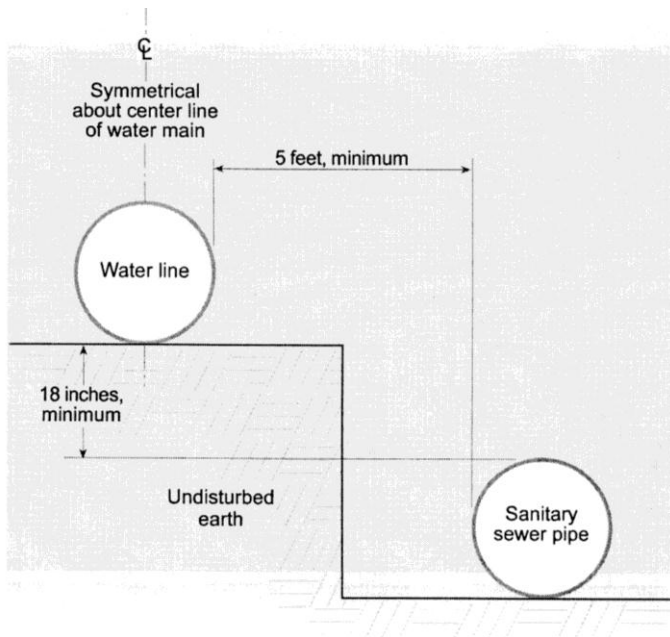 ℄
Symmetrical
about center line
of water main
5 feet, minimum
Water line
18 inches,
minimum
Undisturbed
earth
Sanitary
sewer pipe